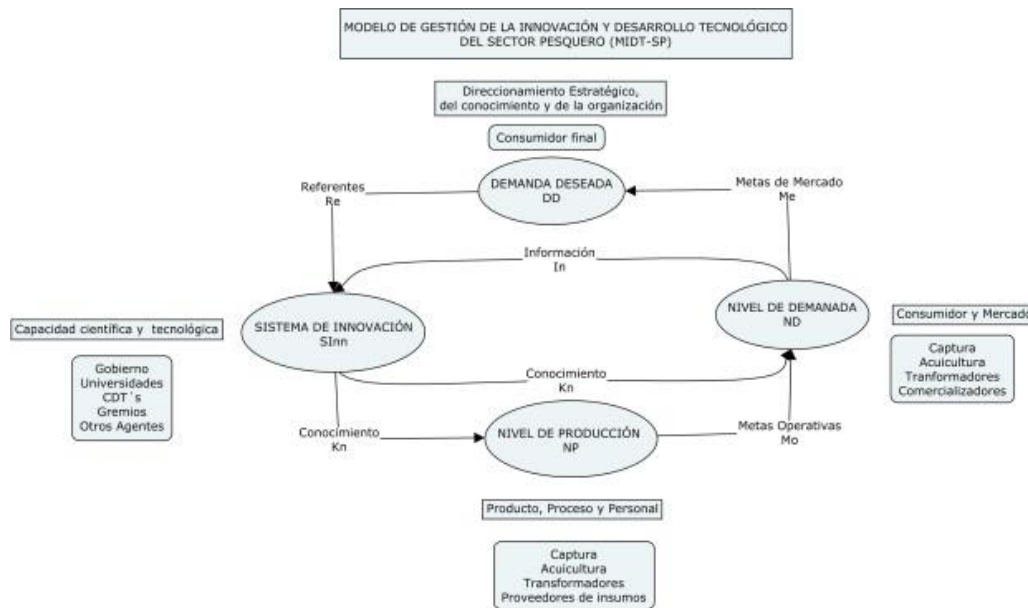 MODELO DE GESTIÓN DE LA INNOVACIÓN Y DESARROLLO TECNOLÓGICO
DEL SECTOR PESQUERO (MIDT-SP)
Direccionamiento Estratégico,
del conocimiento y de la organización
Consumidor final
DEMANDA DESEADA
DD
Referentes
Re
Metas de Mercado
Me
Información
In
SISTEMA DE INNOVACIÓN
SInn
NIVEL DE DEMANADA
ND
Capacidad científica y tecnológica
Gobierno
Universidades
CDT´s
Gremios
Otros Agentes
Consumidor y Mercado
Captura
Acuicultura
Tranformadores
Comercializadores
Conocimiento
Kn
Conocimiento
Kn
NIVEL DE PRODUCCIÓN
NP
Metas Operativas
Mo
Producto, Proceso y Personal
Captura
Acuicultura
Transformadores
Proveedores de insumos